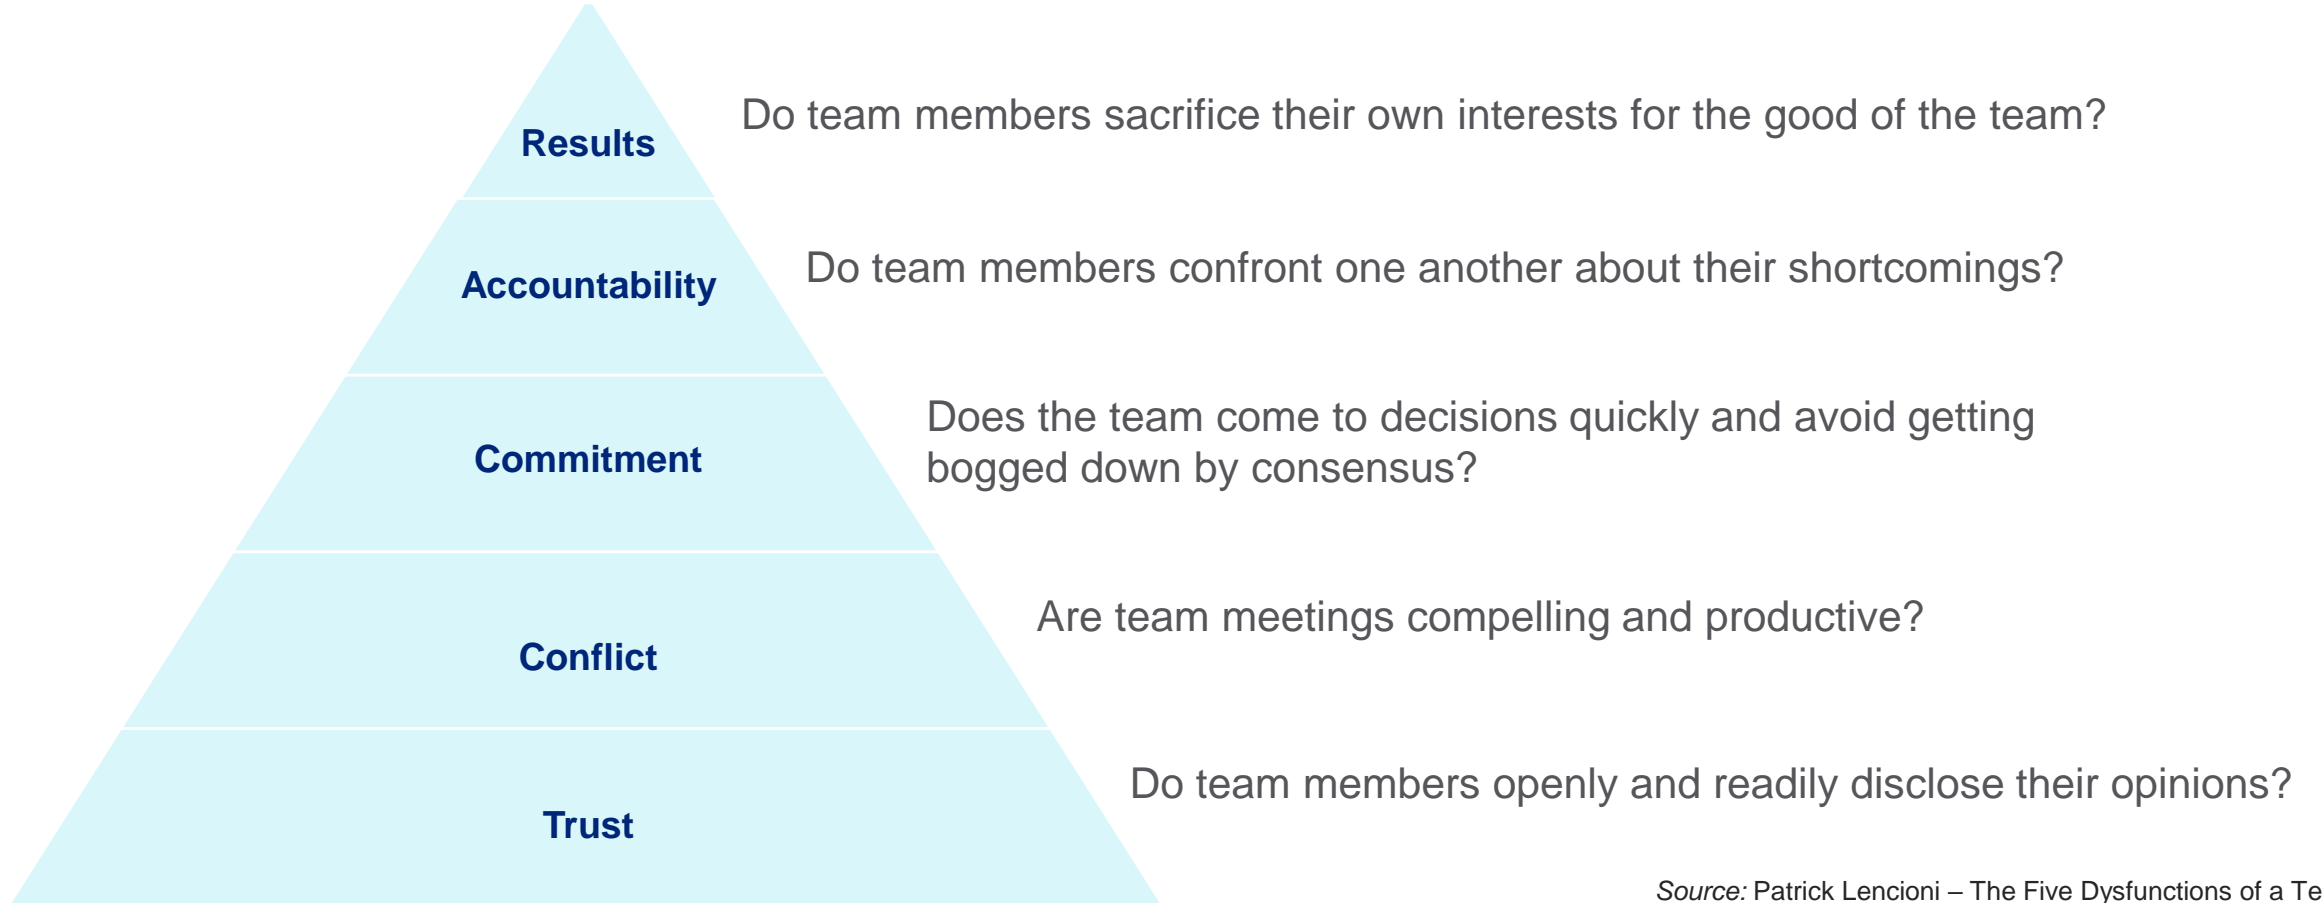 Results
Do team members sacrifice their own interests for the good of the team?
Accountability
Do team members confront one another about their shortcomings?
Commitment
Does the team come to decisions quickly and avoid getting
bogged down by consensus?
Conflict
Are team meetings compelling and productive?
Trust
Do team members openly and readily disclose their opinions?
Source: Patrick Lencioni – The Five Dysfunctions of a Te